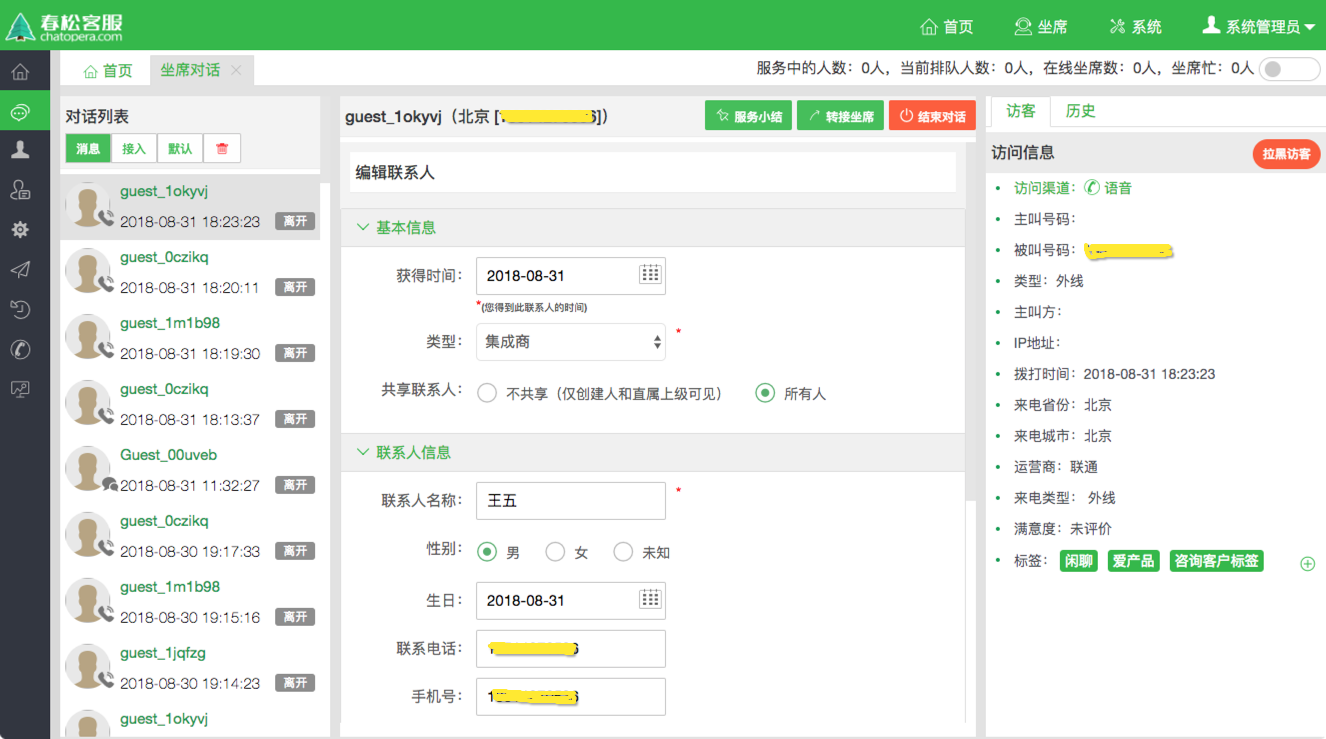 春松客服
chatopera.com
首页
坐席
系统
系统管理员
首页
坐席对话
服务中的人数：0人，当前排队人数：0人，在线坐席数：0人，坐席忙：0人
对话列表
消息
接入
默认
guest_1okyvj
2018-08-31 18:23:23 离开
guest_0czikq
2018-08-31 18:20:11 离开
guest_1m1b98
2018-08-31 18:19:30 离开
guest_0czikq
2018-08-31 18:13:37 离开
Guest_00uveb
2018-08-31 11:32:27 离开
guest_0czikq
2018-08-30 19:17:33 离开
guest_1m1b98
2018-08-30 19:15:16 离开
guest_1jqfzg
2018-08-30 19:14:23 离开
guest_1okyvj
guest_1okyvj（北京 [ 6]）
服务小结
转接坐席
结束对话
编辑联系人
基本信息
获得时间： 2018-08-31
*(您得到此联系人的时间)
类型： 集成商 *
共享联系人： 不共享（仅创建人和直属上级可见） 所有人
联系人信息
联系人名称： 王五 *
性别： 男 女 未知
生日： 2018-08-31
联系电话： 6
手机号： 1 6
访客
历史
访问信息
拉黑访客
访问渠道： 语音
主叫号码：
被叫号码：
类型：外线
主叫方：
IP地址：
拨打时间：2018-08-31 18:23:23
来电省份：北京
来电城市：北京
运营商：联通
来电类型： 外线
满意度：未评价
标签： 闲聊 爱产品 咨询客户标签